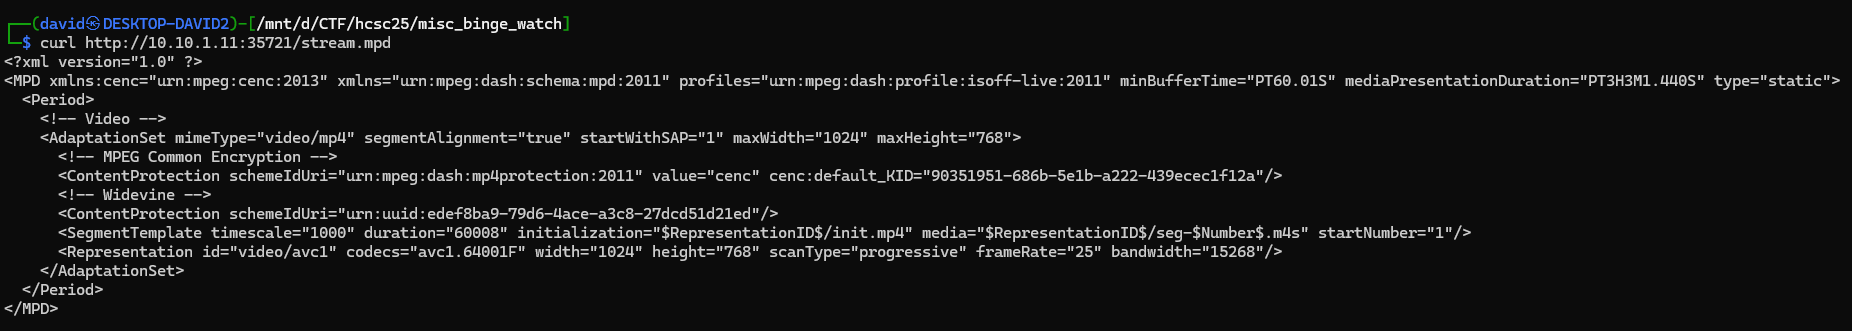 ┌──(david㉿DESKTOP-DAVID2)-[/mnt/d/CTF/hcsc25/misc_binge_watch]
└─$ curl http://10.10.1.11:35721/stream.mpd
<?xml version="1.0" ?>
<MPD xmlns:cenc="urn:mpeg:cenc:2013" xmlns="urn:mpeg:dash:schema:mpd:2011" profiles="urn:mpeg:dash:profile:isoff-live:2011" minBufferTime="PT60.01S" mediaPresentationDuration="PT3H3M1.440S" type="static">
  <Period>
    <!-- Video -->
    <AdaptationSet mimeType="video/mp4" segmentAlignment="true" startWithSAP="1" maxWidth="1024" maxHeight="768">
      <!-- MPEG Common Encryption -->
      <ContentProtection schemeIdUri="urn:mpeg:dash:mp4protection:2011" value="cenc" cenc:default_KID="90351951-686b-5e1b-a222-439ecec1f12a"/>
      <!-- Widevine -->
      <ContentProtection schemeIdUri="urn:uuid:edef8ba9-79d6-4ace-a3c8-27dcd51d21ed"/>
      <SegmentTemplate timescale="1000" duration="60008" initialization="$RepresentationID$/init.mp4" media="$RepresentationID$/seg-$Number$.m4s" startNumber="1"/>
      <Representation id="video/avc1" codecs="avc1.64001F" width="1024" height="768" scanType="progressive" frameRate="25" bandwidth="15268"/>
    </AdaptationSet>
  </Period>
</MPD>